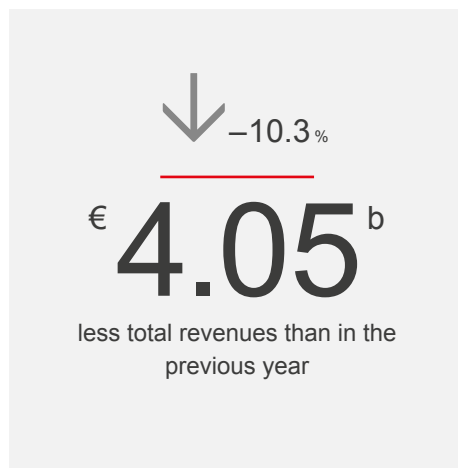 –10.3 %
€ 4.05 b
less total revenues than in the
previous year